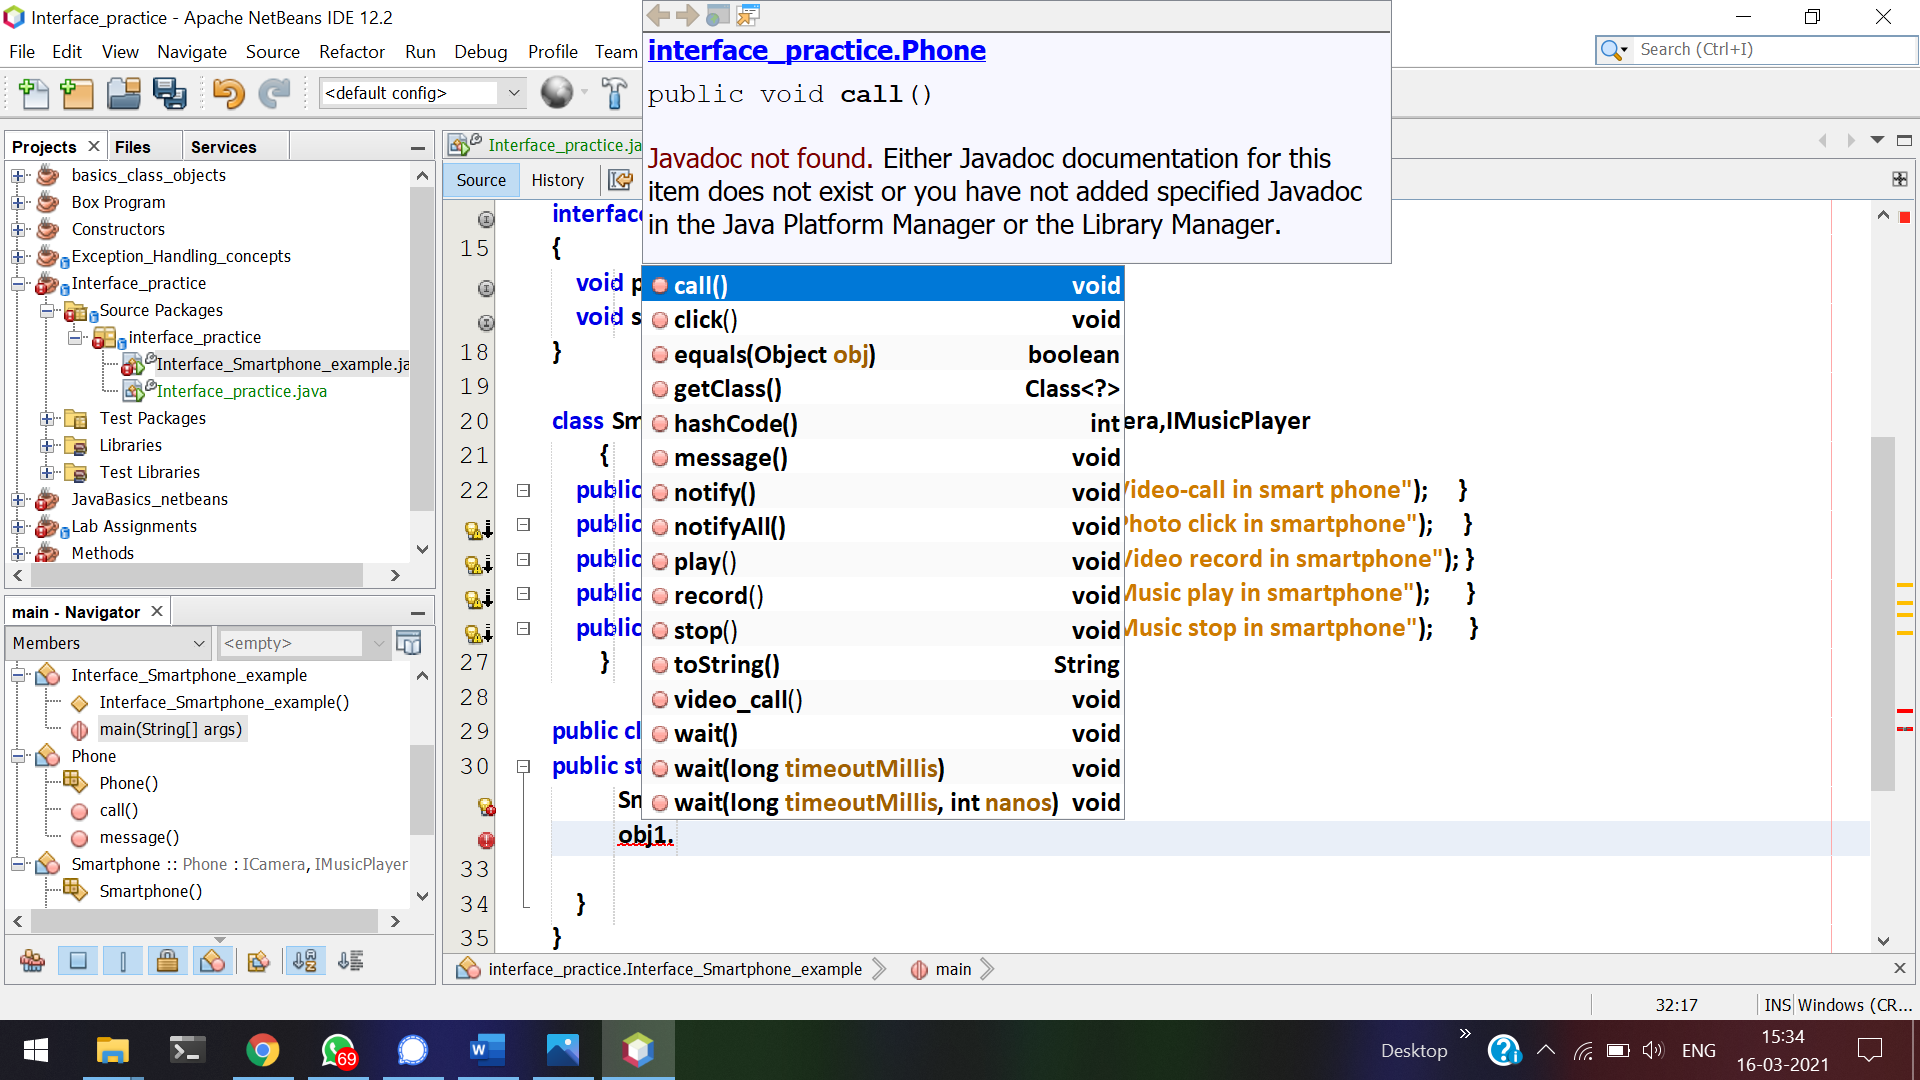 Interface_practice - Apache NetBeans IDE 12.2
File Edit View Navigate Source Refactor Run Debug Profile Team
Search (Ctrl+I)
<default config>
Projects Files Services
basics_class_objects
Box Program
Constructors
Exception_Handling_concepts
Interface_practice
Source Packages
interface_practice
Interface_Smartphone_example.ja
Interface_practice.java
Test Packages
Libraries
Test Libraries
JavaBasics_netbeans
Lab Assignments
Methods
main - Navigator
Members <empty>
Interface_Smartphone_example
Interface_Smartphone_example()
main(String[] args)
Phone
Phone()
call()
message()
Smartphone :: Phone : ICamera, IMusicPlayer
Smartphone()
Interface_practice.ja
Source History
interface_practice.Phone
public void call()
Javadoc not found. Either Javadoc documentation for this
item does not exist or you have not added specified Javadoc
in the Java Platform Manager or the Library Manager.
call() void
click() void
equals(Object obj) boolean
getClass() Class<?>
hashCode() int
message() void
notify() void
notifyAll() void
play() void
record() void
stop() void
toString() String
video_call() void
wait() void
wait(long timeoutMillis) void
wait(long timeoutMillis, int nanos) void
interface
15 {
void p
void s
18 }
19
20 class Sm era,IMusicPlayer
21 {
22 public Video-call in smart phone"); }
public Photo click in smartphone"); }
public Video record in smartphone"); }
public Music play in smartphone"); }
public Music stop in smartphone"); }
27 }
28
29 public cl
30 public st
Sn
obj1.
33
34 }
35 }
interface_practice.Interface_Smartphone_example main
32:17 INS Windows (CR...
69
Desktop
ENG
15:34
16-03-2021